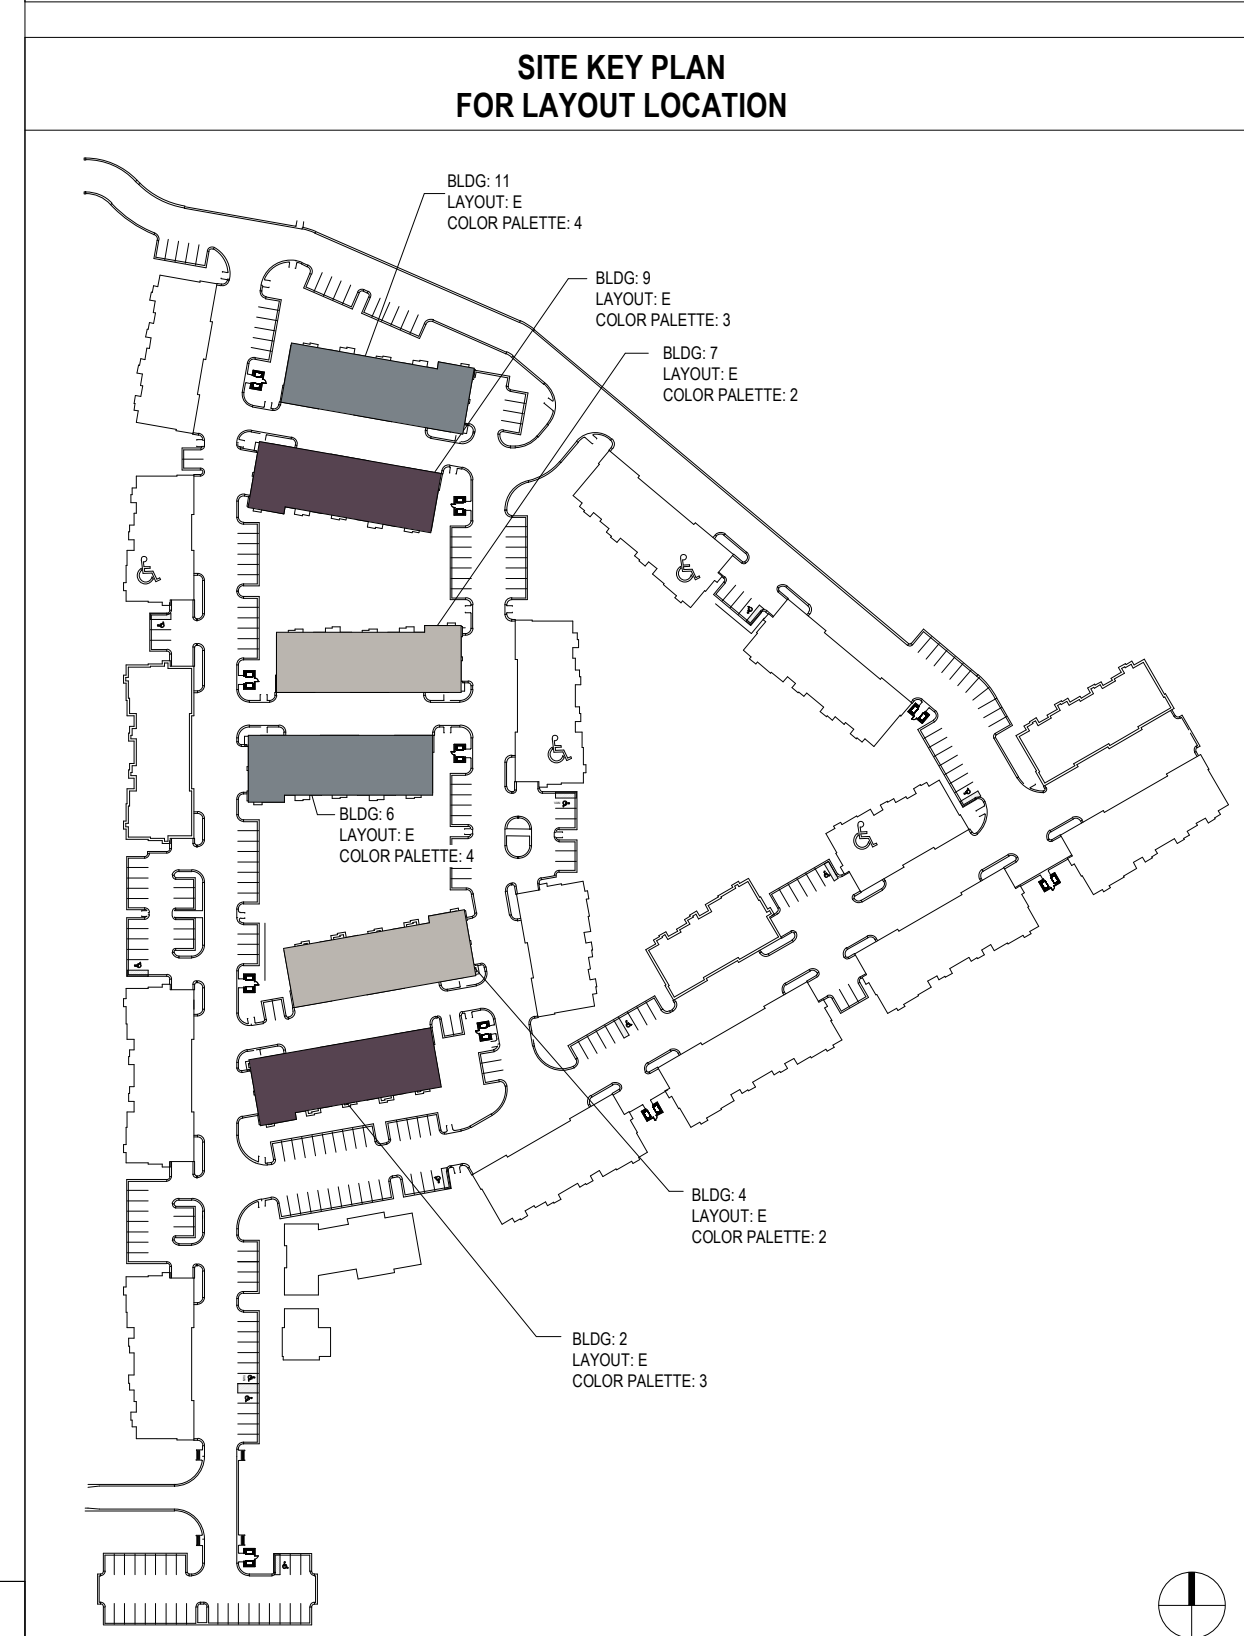 SITE KEY PLAN
FOR LAYOUT LOCATION
BLDG: 11
LAYOUT: E
COLOR PALETTE: 4
BLDG: 9
LAYOUT: E
COLOR PALETTE: 3
BLDG: 7
LAYOUT: E
COLOR PALETTE: 2
BLDG: 6
LAYOUT: E
COLOR PALETTE: 4
BLDG: 4
LAYOUT: E
COLOR PALETTE: 2
BLDG: 2
LAYOUT: E
COLOR PALETTE: 3